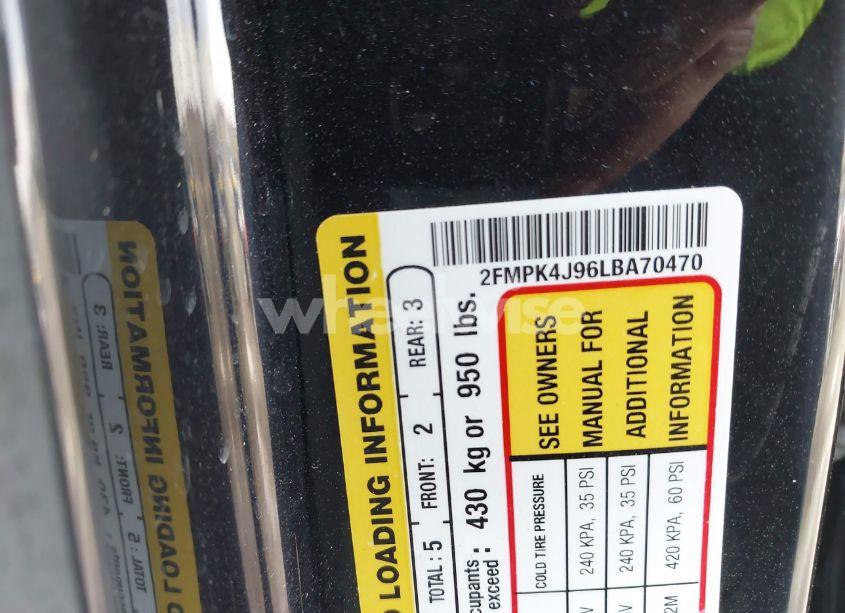 LOADING INFORMATION
TOTAL : 5 FRONT: 2 REAR: 3
exceed : 430 kg or 950 lbs.
2FMPK4J96LBA70470
COLD TIRE PRESSURE
240 KPA, 35 PSI
240 KPA, 35 PSI
420 KPA, 60 PSI
SEE OWNERS
MANUAL FOR
ADDITIONAL
INFORMATION